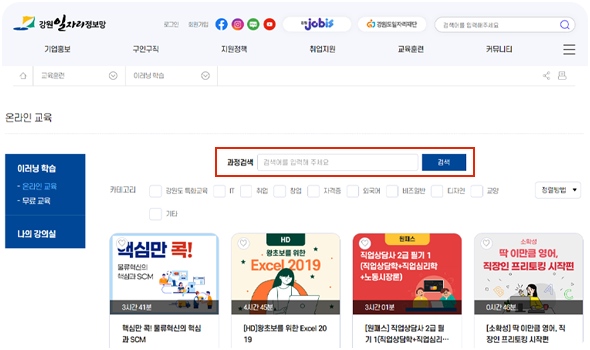 강원일자리정보망
로그인 회원가입
jobis
강원도일자리재단
검색어를 입력해주세요
기업홍보 구인구직 지원정책 취업지원 교육훈련 커뮤니티
교육훈련 이러닝 학습
온라인 교육
이러닝 학습
- 온라인 교육
- 무료 교육
나의 강의실
과정검색 검색어를 입력해 주세요 검색
카테고리 강원도 특화교육 IT 취업 창업 자격증 외국어 비즈일반 디자인 교양
기타
정렬방법
핵심만 콕!
물류혁신의
핵심과 SCM
3시간 41분
핵심만 콕! 물류혁신의 핵심
과 SCM
HD
왕초보를 위한
Excel 2019
4시간 45분
[HD]왕초보를 위한 Excel 20
19
원패스
직업상담사 2급 필기 1
(직업상담학+직업심리학
+노동시장론)
3시간 01분
[원패스] 직업상담사 2급 필
기 1(직업상담학+직업심리…
소확성
딱 이만큼 영어,
직장인 프리토킹 시작편
0시간 46분
[소확성] 딱 이만큼 영어, 직
장인 프리토킹 시작편